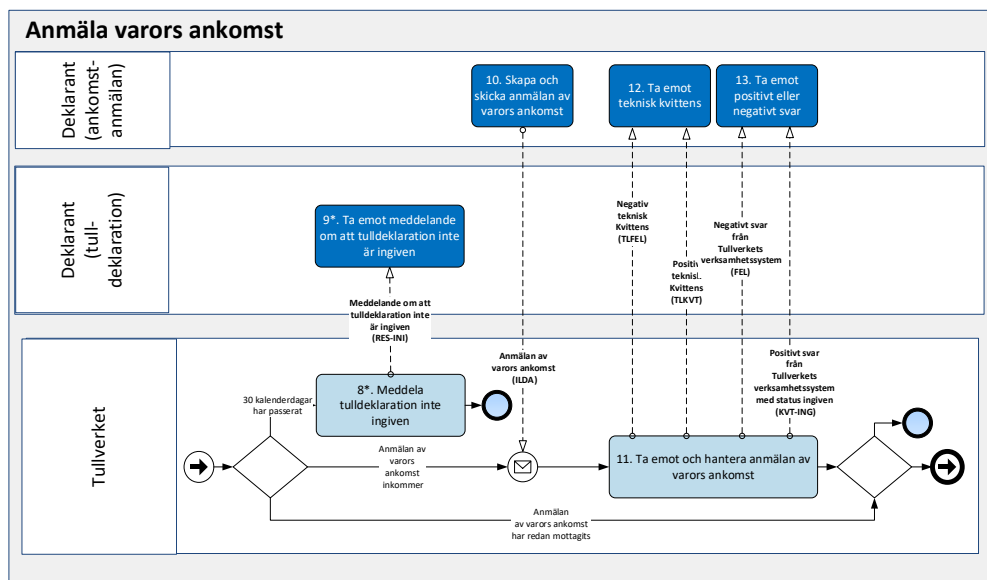 Anmäla varors ankomst
Deklarant
(ankomst-
anmälan)
10. Skapa och
skicka anmälan av
varors ankomst
12. Ta emot
teknisk kvittens
13. Ta emot
positivt eller
negativt svar
Deklarant
(tull-
deklaration)
9*. Ta emot meddelande
om att tulldeklaration inte
är ingiven
Negativ
teknisk
Kvittens
(TLFEL)
Positiv
teknisk
Kvittens
(TLKVT)
Negativt svar
från
Tullverkets
verksamhetssystem
(FEL)
Meddelande om att
tulldeklaration inte
är ingiven
(RES-INI)
Anmälan av
varors ankomst
(ILDA)
Positivt svar
från
Tullverkets
verksamhetssystem
med status ingiven
(KVT-ING)
Tullverket
30 kalenderdagar
har passerat
8*. Meddela
tulldeklaration inte
ingiven
Anmälan av
varors
ankomst
inkommer
11. Ta emot och hantera anmälan av
varors ankomst
Anmälan
av varors ankomst
har redan mottagits